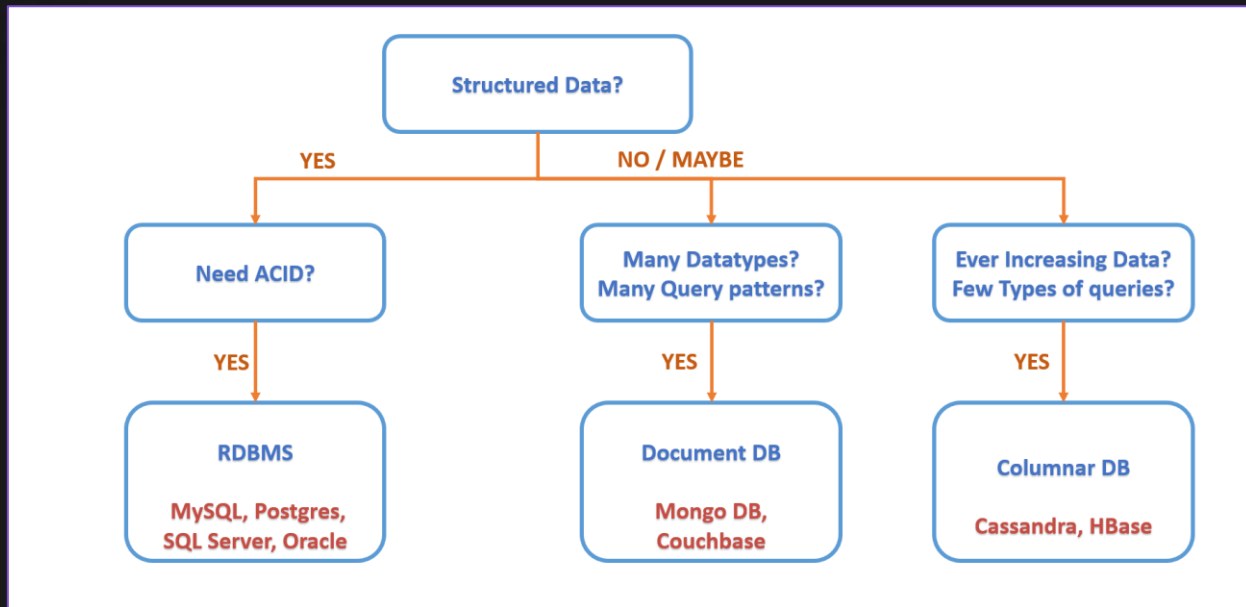 Structured Data?
YES
NO / MAYBE
Need ACID?
Many Datatypes?
Many Query patterns?
Ever Increasing Data?
Few Types of queries?
YES
YES
YES
RDBMS
MySQL, Postgres,
SQL Server, Oracle
Document DB
Mongo DB,
Couchbase
Columnar DB
Cassandra, HBase